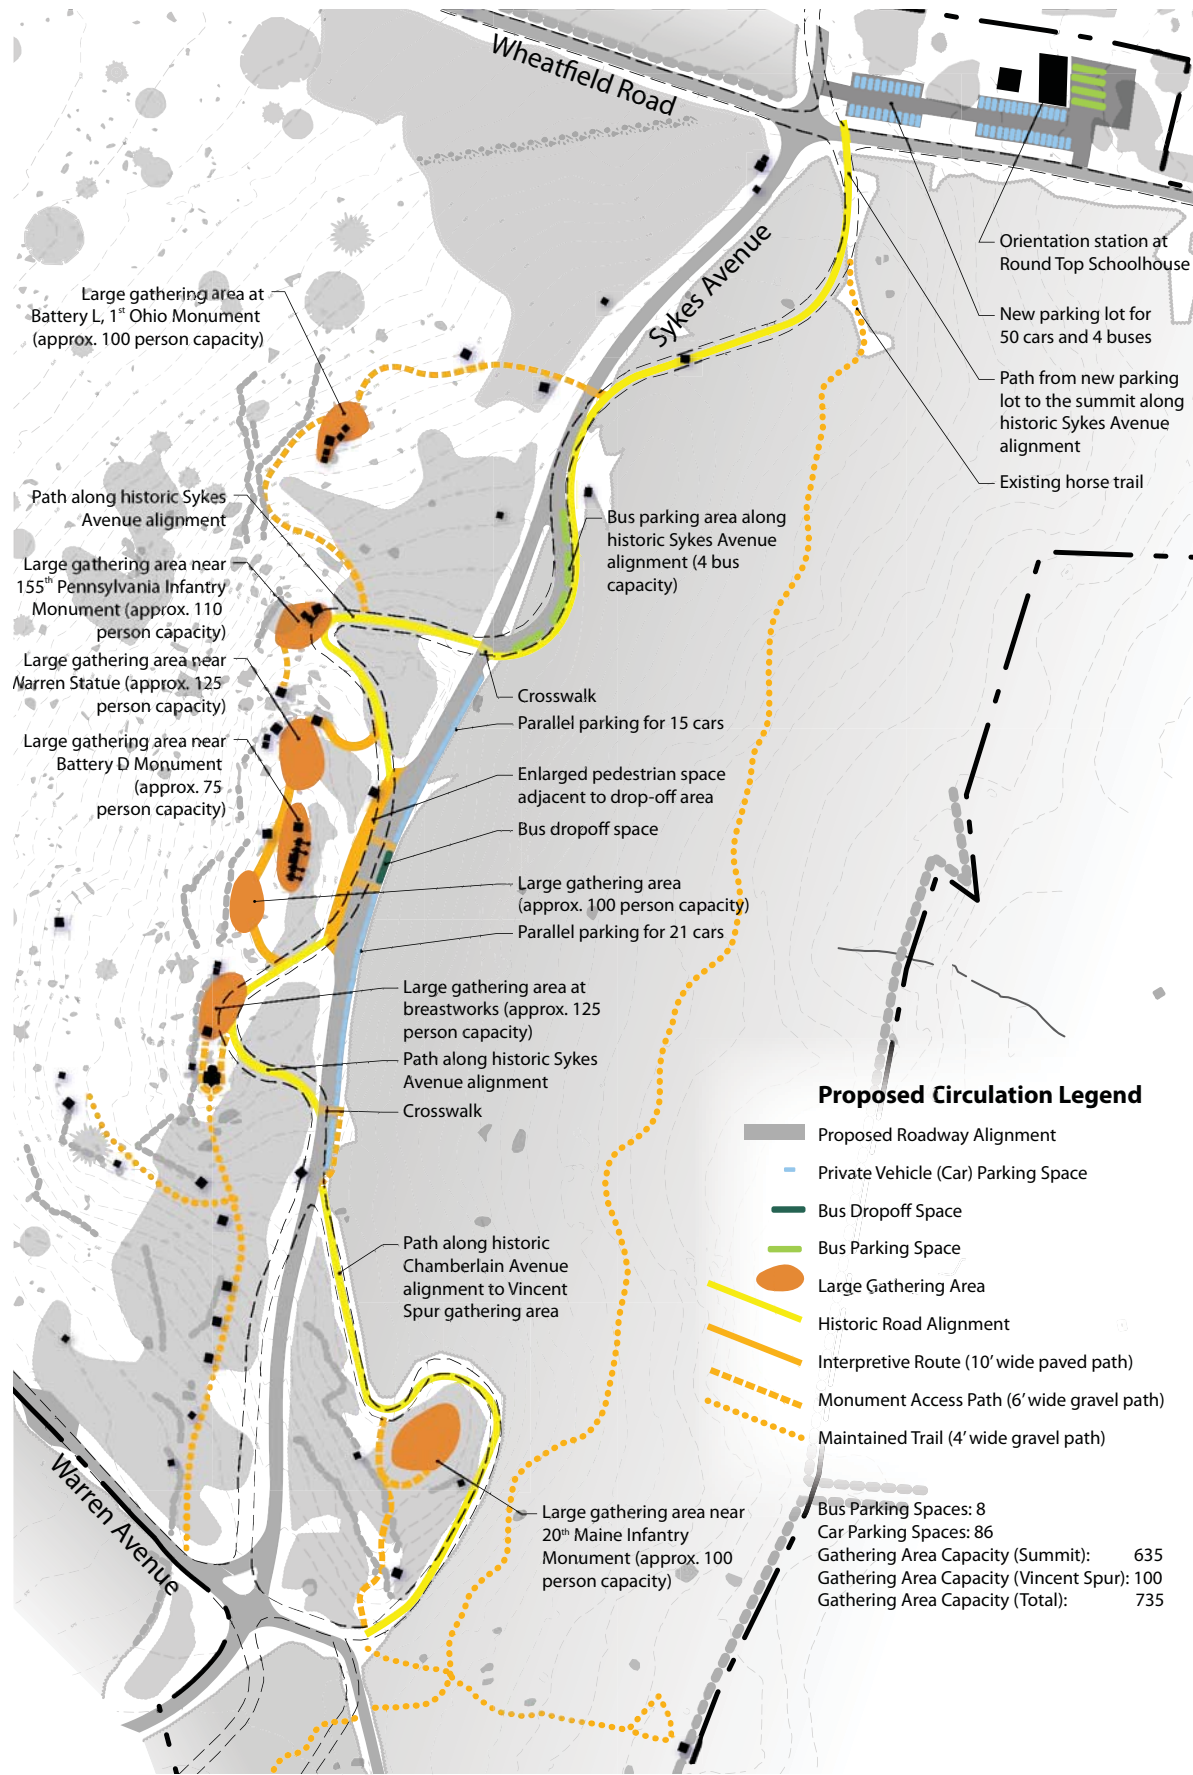 Wheatfield Road
Sykes Avenue
Orientation station at
Round Top Schoolhouse
New parking lot for
50 cars and 4 buses
Path from new parking
lot to the summit along
historic Sykes Avenue
alignment
Existing horse trail
Large gathering area at
Battery L, 1st Ohio Monument
(approx. 100 person capacity)
Path along historic Sykes
Avenue alignment
Large gathering area near
155th Pennsylvania Infantry
Monument (approx. 110
person capacity)
Large gathering area near
Warren Statue (approx. 125
person capacity)
Large gathering area near
Battery D Monument
(approx. 75
person capacity)
Bus parking area along
historic Sykes Avenue
alignment (4 bus
capacity)
Crosswalk
Parallel parking for 15 cars
Enlarged pedestrian space
adjacent to drop-off area
Bus dropoff space
Large gathering area
(approx. 100 person capacity)
Parallel parking for 21 cars
Large gathering area at
breastworks (approx. 125
person capacity)
Path along historic Sykes
Avenue alignment
Crosswalk
Path along historic
Chamberlain Avenue
alignment to Vincent
Spur gathering area
Large gathering area near
20th Maine Infantry
Monument (approx. 100
person capacity)
Warren Avenue
Proposed Circulation Legend
Proposed Roadway Alignment
Private Vehicle (Car) Parking Space
Bus Dropoff Space
Bus Parking Space
Large Gathering Area
Historic Road Alignment
Interpretive Route (10' wide paved path)
Monument Access Path (6' wide gravel path)
Maintained Trail (4' wide gravel path)
Bus Parking Spaces: 8
Car Parking Spaces: 86
Gathering Area Capacity (Summit): 635
Gathering Area Capacity (Vincent Spur): 100
Gathering Area Capacity (Total): 735